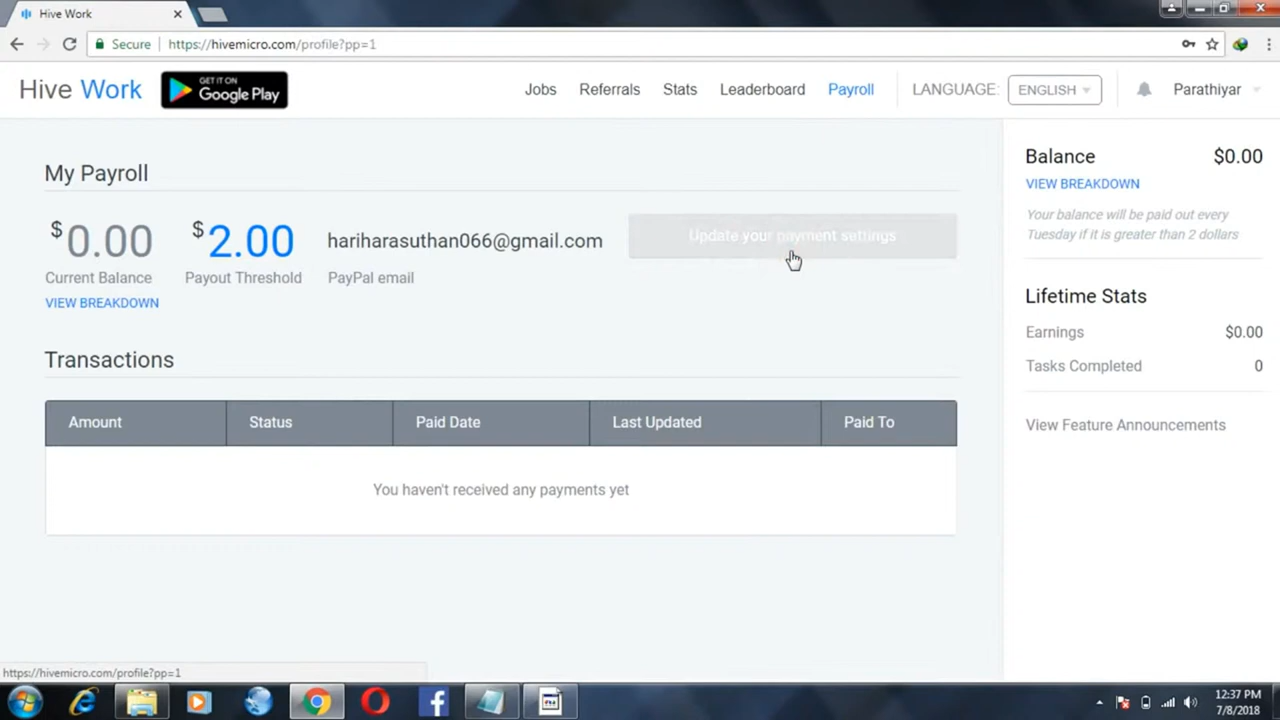 Hive Work
Secure https://hivemicro.com/profile?pp=1
Hive Work
GET IT ON
Google Play
Jobs Referrals Stats Leaderboard Payroll LANGUAGE: ENGLISH Parathiyar
My Payroll
$0.00
Current Balance
VIEW BREAKDOWN
$2.00
Payout Threshold
hariharasuthan066@gmail.com
PayPal email
Update your payment settings
Transactions
Amount Status Paid Date Last Updated Paid To
You haven't received any payments yet
Balance $0.00
VIEW BREAKDOWN
Your balance will be paid out every
Tuesday if it is greater than 2 dollars
Lifetime Stats
Earnings $0.00
Tasks Completed 0
View Feature Announcements
https://hivemicro.com/profile?pp=1
12:37 PM
7/8/2018